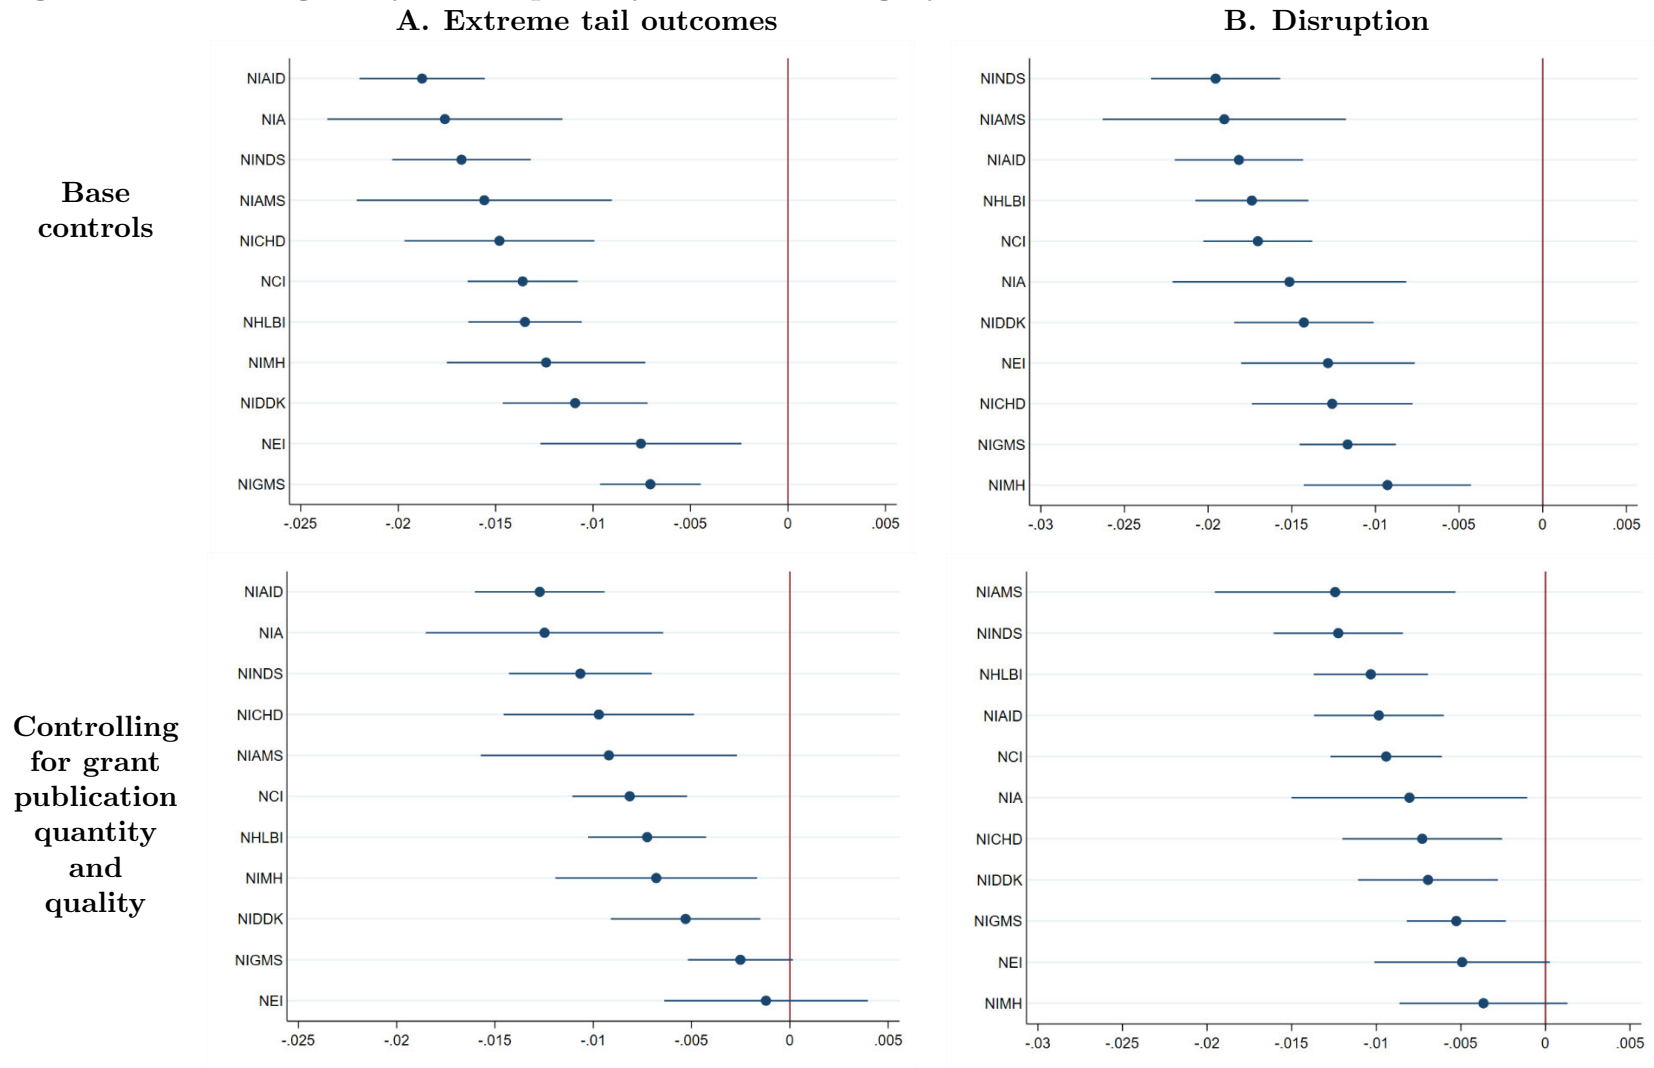 A. Extreme tail outcomes
B. Disruption
Base
controls
NIAID
NIA
NINDS
NIAMS
NICHD
NCI
NHLBI
NIMH
NIDDK
NEI
NIGMS
-.025 -.02 -.015 -.01 -.005 0 .005
NINDS
NIAMS
NIAID
NHLBI
NCI
NIA
NIDDK
NEI
NICHD
NIGMS
NIMH
-.03 -.025 -.02 -.015 -.01 -.005 0 .005
Controlling
for grant
publication
quantity
and
quality
NIAID
NIA
NINDS
NICHD
NIAMS
NCI
NHLBI
NIMH
NIDDK
NIGMS
NEI
-.025 -.02 -.015 -.01 -.005 0 .005
NIAMS
NINDS
NHLBI
NIAID
NCI
NIA
NICHD
NIDDK
NIGMS
NEI
NIMH
-.03 -.025 -.02 -.015 -.01 -.005 0 .005